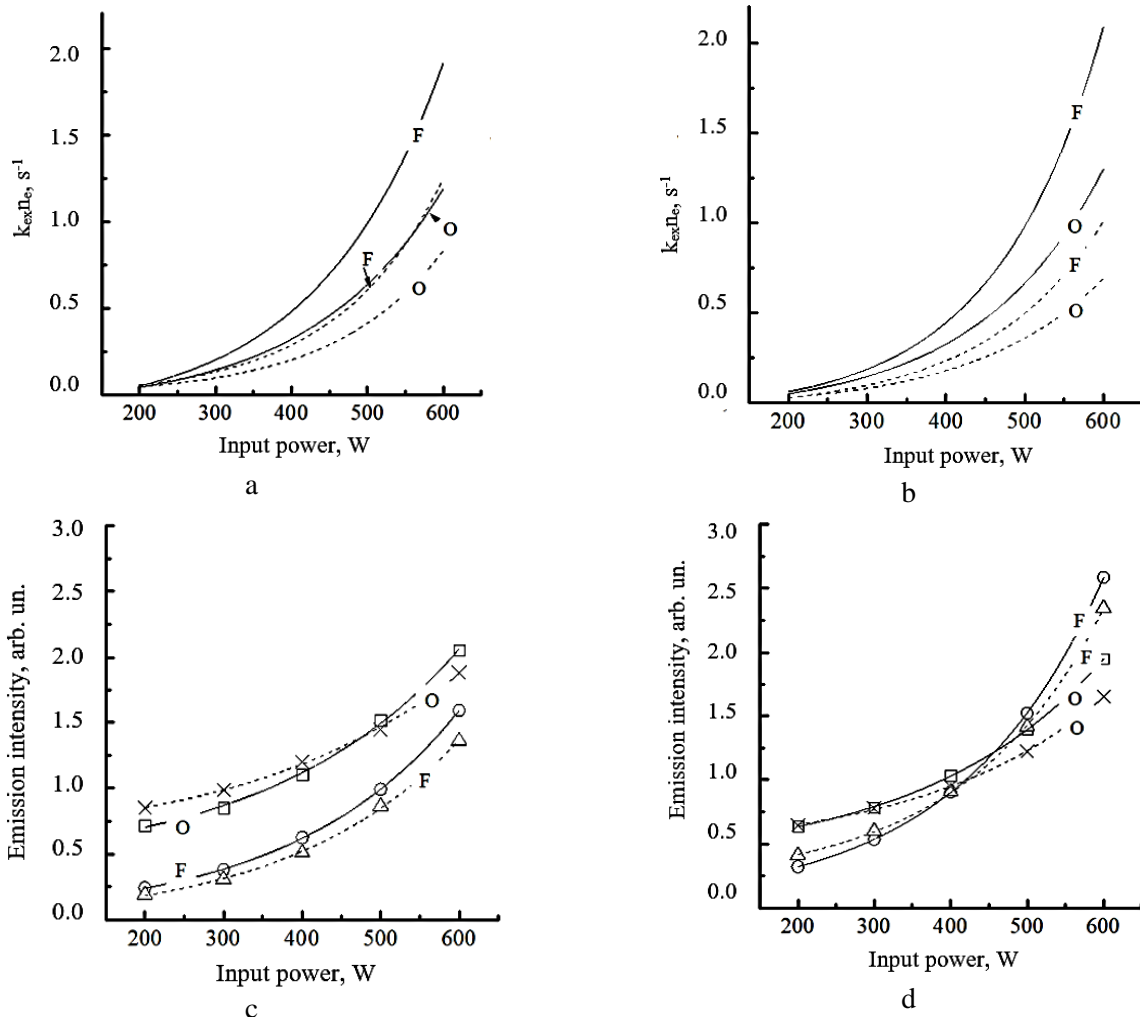 2.0
1.5
1.0
0.5
0.0
k_ex n_e, s⁻¹
F
F
O
O
200 300 400 500 600
Input power, W
a
2.0
1.5
1.0
0.5
0.0
k_ex n_e, s⁻¹
F
O
F
O
200 300 400 500 600
Input power, W
b
3.0
2.5
2.0
1.5
1.0
0.5
0.0
Emission intensity, arb. un.
O
F
O
F
200 300 400 500 600
Input power, W
c
3.0
2.5
2.0
1.5
1.0
0.5
0.0
Emission intensity, arb. un.
F
F
O
O
200 300 400 500 600
Input power, W
d